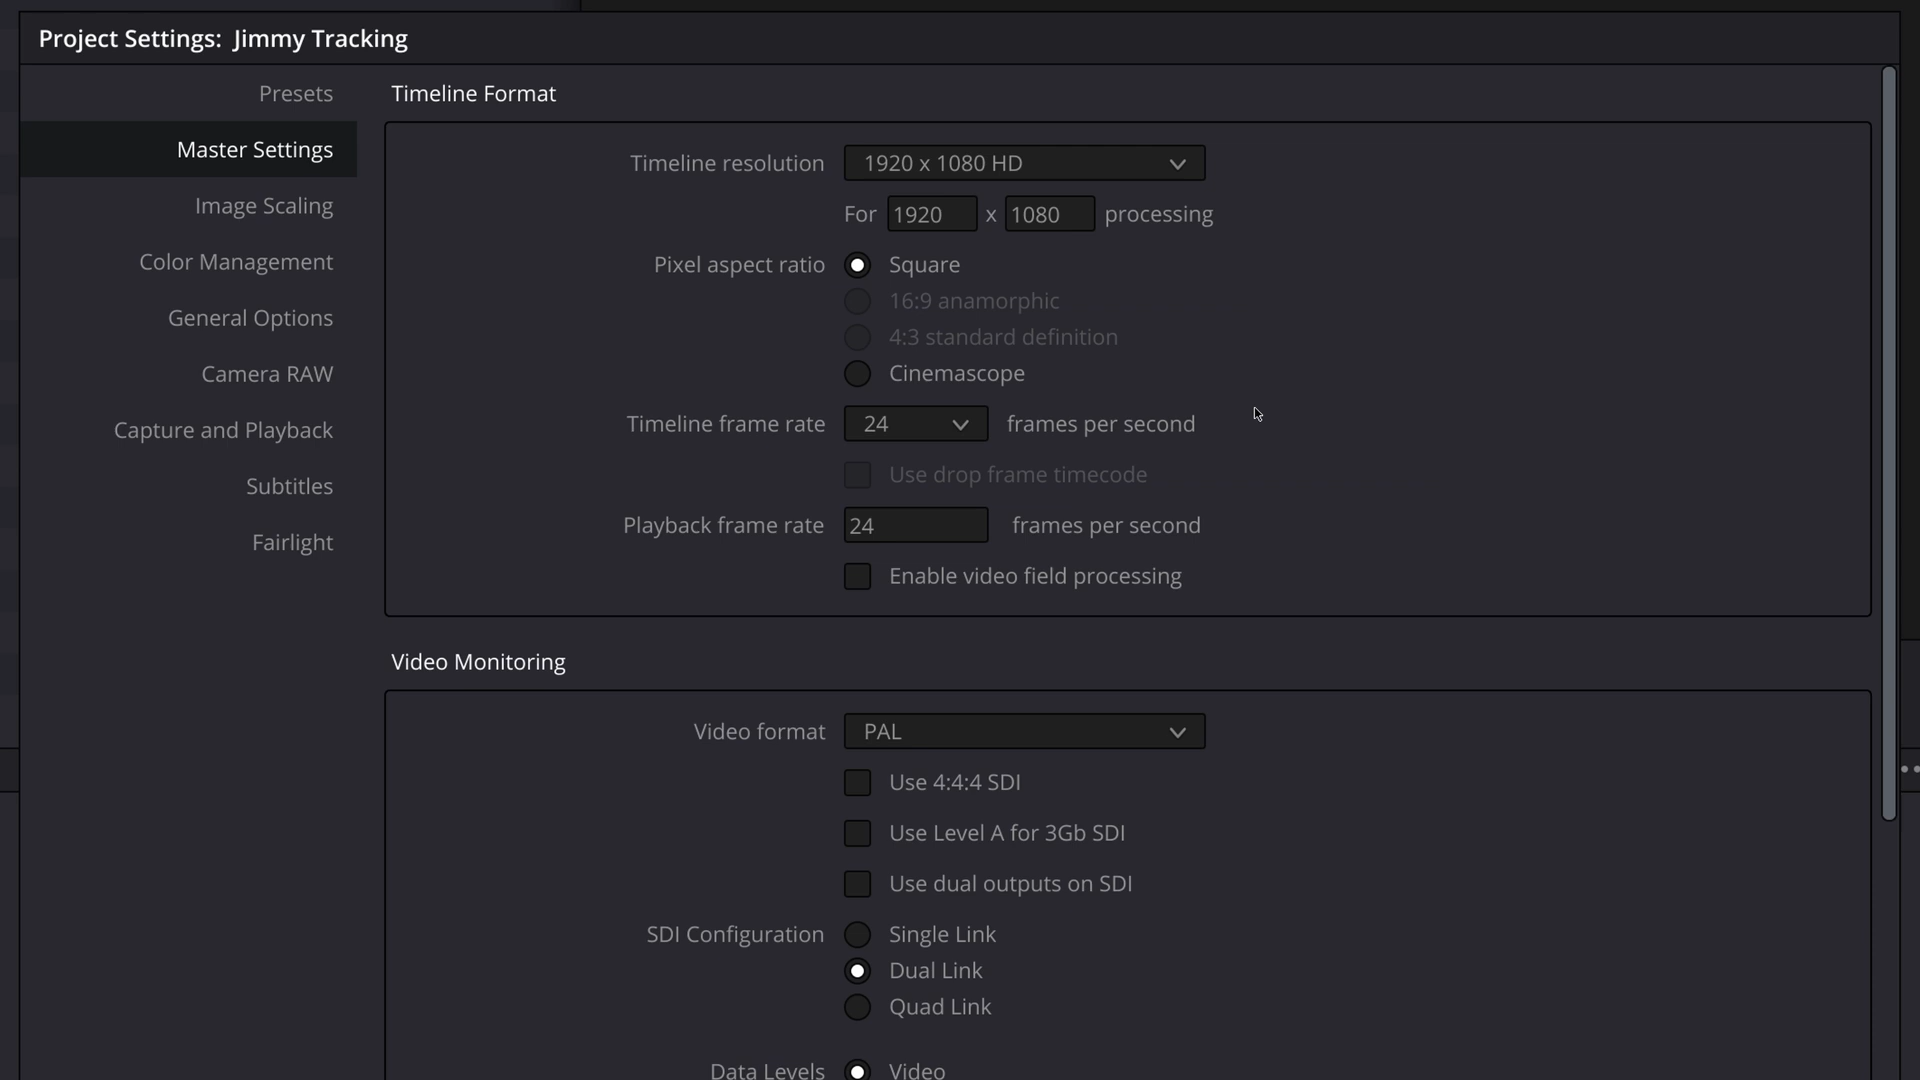 Project Settings: Jimmy Tracking
Presets
Master Settings
Image Scaling
Color Management
General Options
Camera RAW
Capture and Playback
Subtitles
Fairlight
Timeline Format
Timeline resolution 1920 x 1080 HD
For 1920 x 1080 processing
Pixel aspect ratio Square
16:9 anamorphic
4:3 standard definition
Cinemascope
Timeline frame rate 24 frames per second
Use drop frame timecode
Playback frame rate 24 frames per second
Enable video field processing
Video Monitoring
Video format PAL
Use 4:4:4 SDI
Use Level A for 3Gb SDI
Use dual outputs on SDI
SDI Configuration Single Link
Dual Link
Quad Link
Data Levels Video